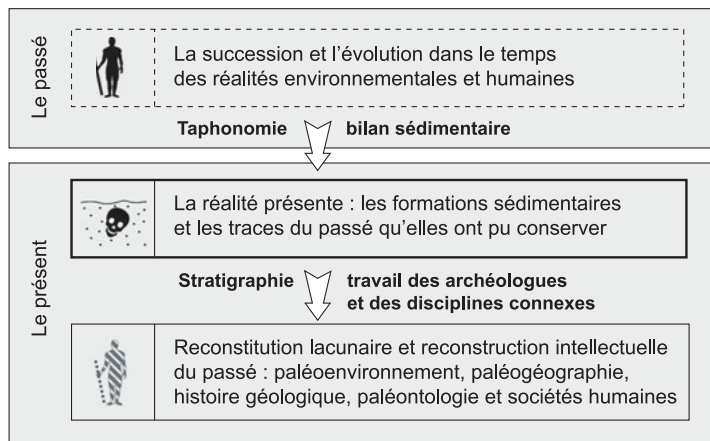 Le passé
La succession et l'évolution dans le temps
des réalités environnementales et humaines
Taphonomie bilan sédimentaire
Le présent
La réalité présente : les formations sédimentaires
et les traces du passé qu'elles ont pu conserver
Stratigraphie travail des archéologues
et des disciplines connexes
Reconstitution lacunaire et reconstruction intellectuelle
du passé : paléoenvironnement, paléogéographie,
histoire géologique, paléontologie et sociétés humaines